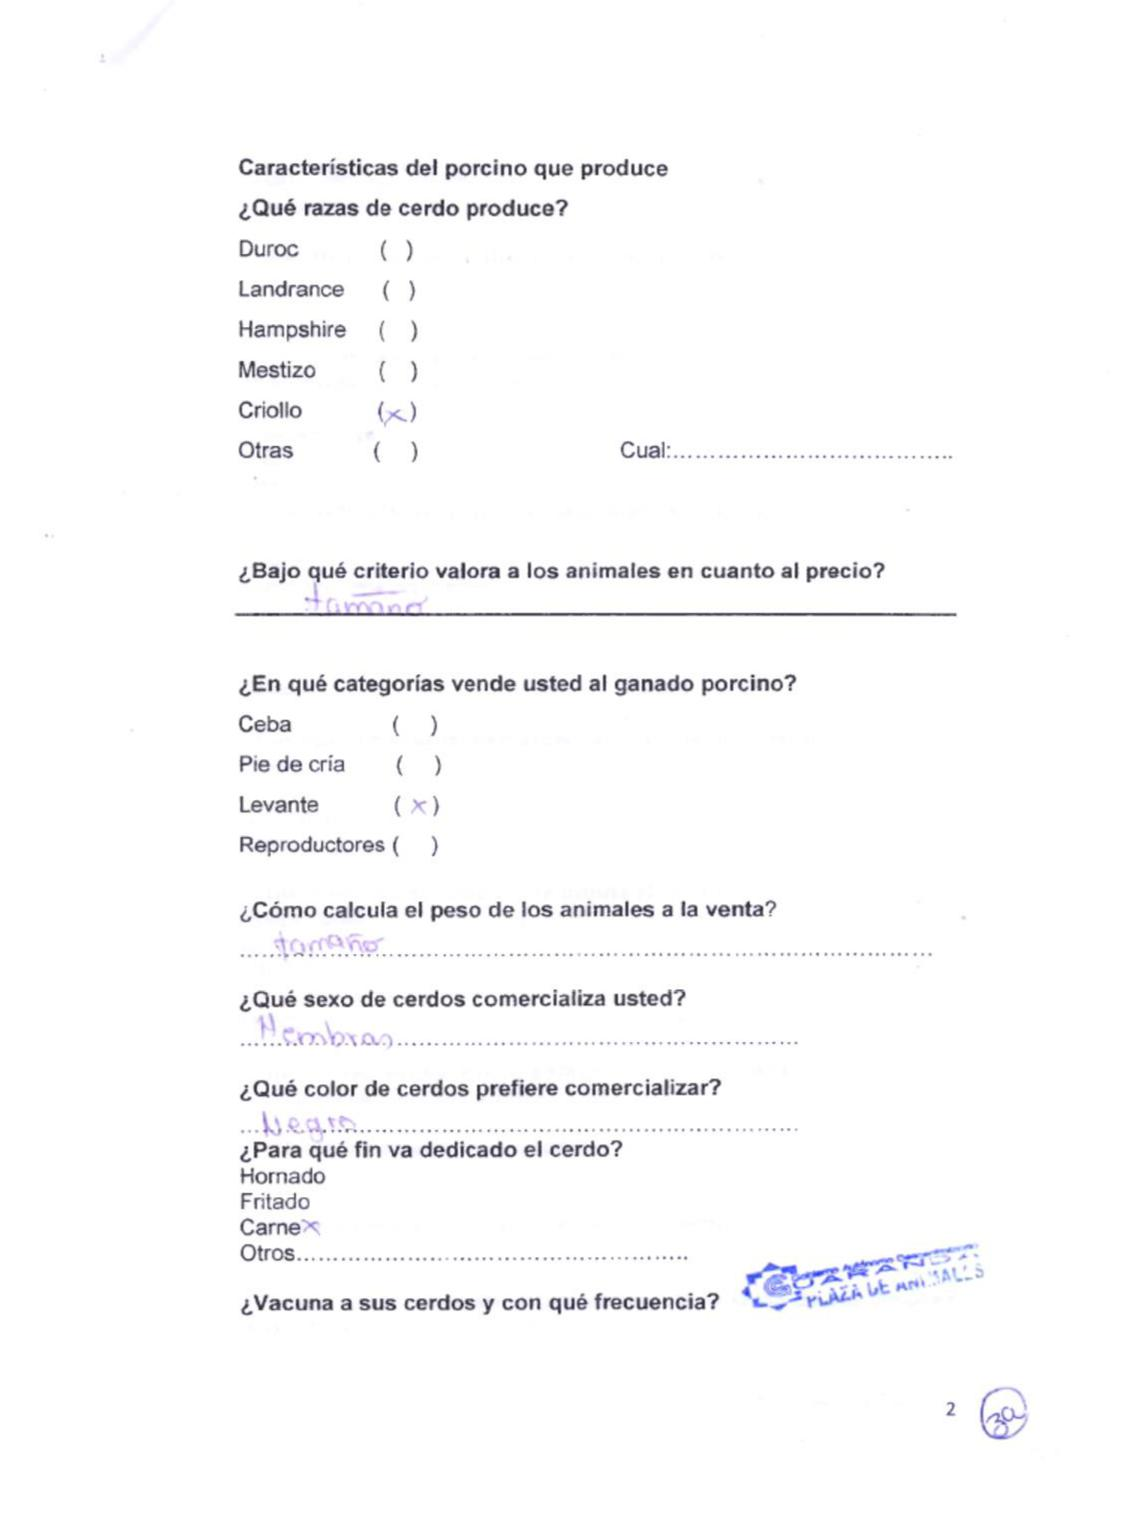 Características del porcino que produce
¿Qué razas de cerdo produce?
Duroc ( )
Landrance ( )
Hampshire ( )
Mestizo ( )
Criollo (x)
Otras ( ) Cual:.....................................
¿Bajo qué criterio valora a los animales en cuanto al precio?
tamaño
¿En qué categorías vende usted al ganado porcino?
Ceba ( )
Pie de cría ( )
Levante ( x )
Reproductores ( )
¿Cómo calcula el peso de los animales a la venta?
tamaño
¿Qué sexo de cerdos comercializa usted?
Hembras
¿Qué color de cerdos prefiere comercializar?
Negro
¿Para qué fin va dedicado el cerdo?
Hornado
Fritado
Carne x
Otros.....................................................
GUARANDA
PLAZA DE ANIMALES
¿Vacuna a sus cerdos y con qué frecuencia?
2